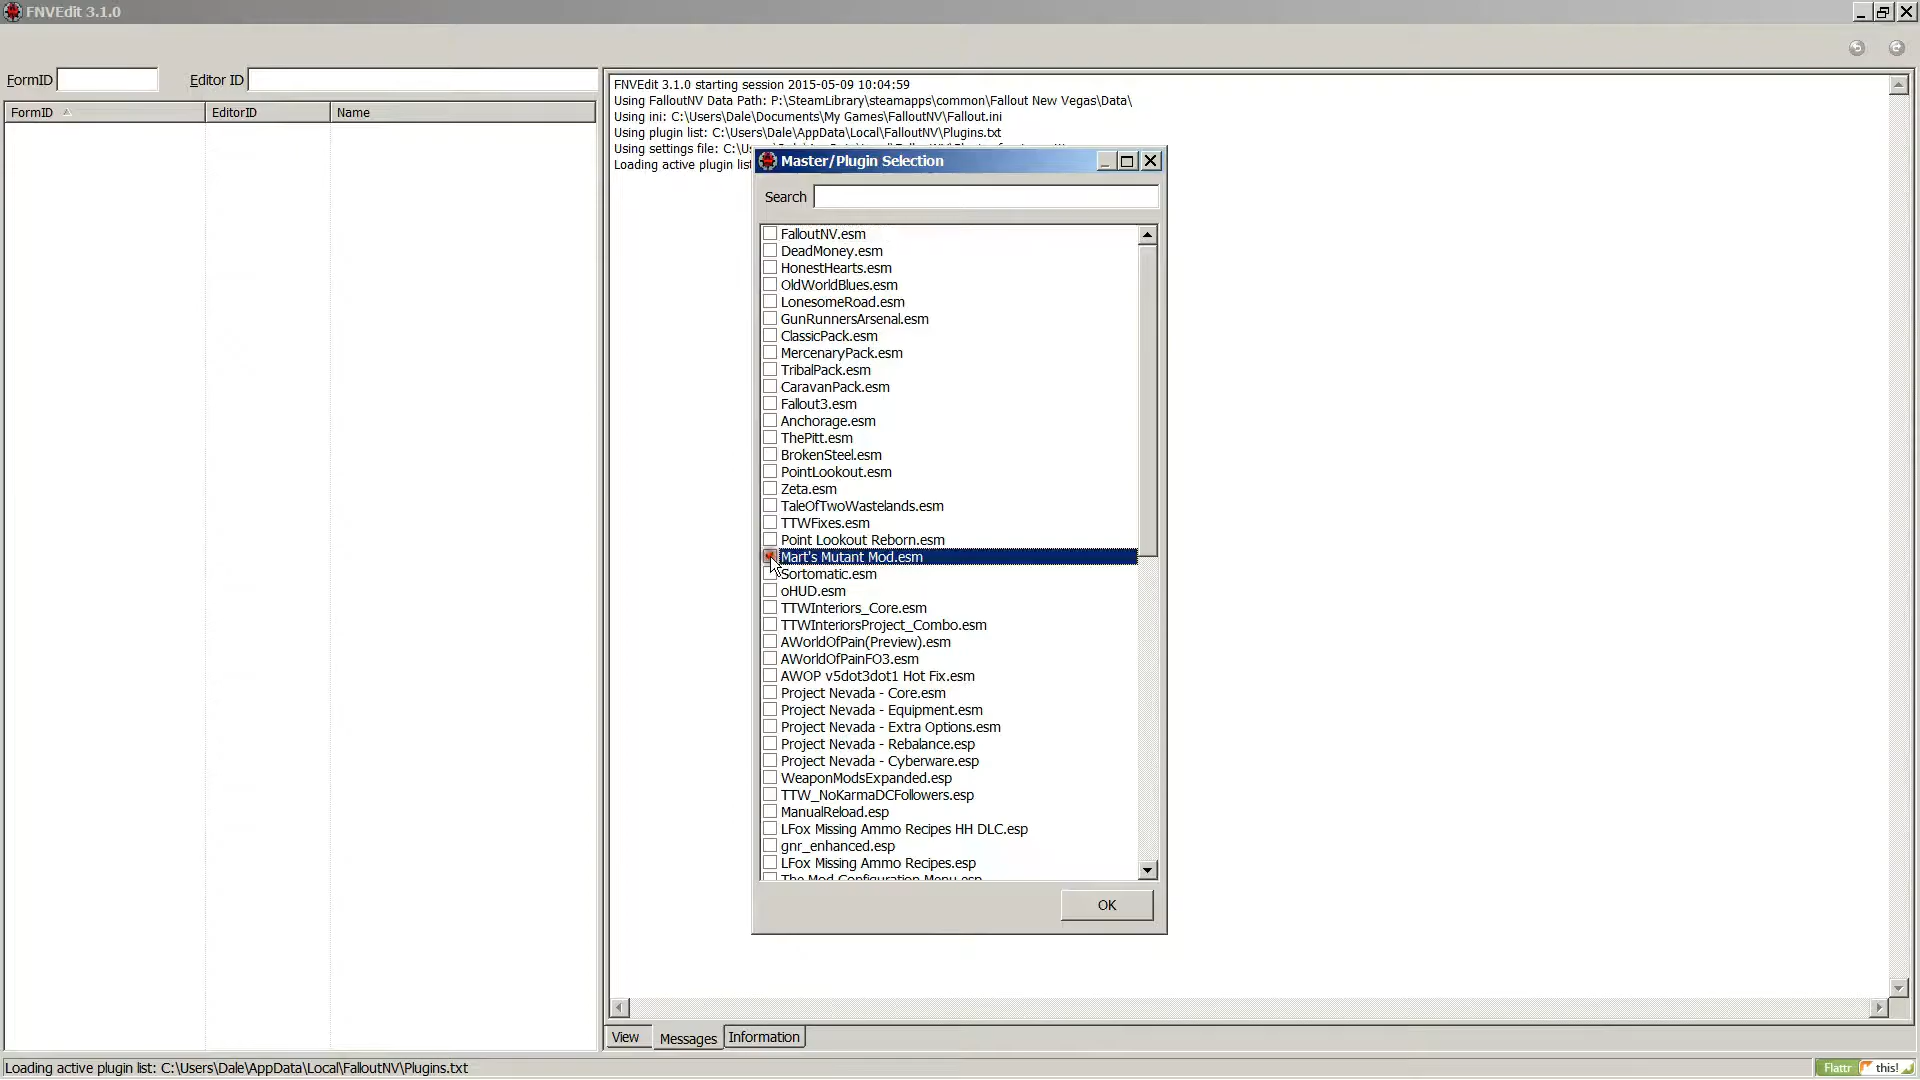 FNVEdit 3.1.0
FormID
Editor ID
FormID EditorID Name
FNVEdit 3.1.0 starting session 2015-05-09 10:04:59
Using FalloutNV Data Path: P:\SteamLibrary\steamapps\common\Fallout New Vegas\Data\
Using ini: C:\Users\Dale\Documents\My Games\FalloutNV\Fallout.ini
Using plugin list: C:\Users\Dale\AppData\Local\FalloutNV\Plugins.txt
Using settings file:
Loading active plugin list
Master/Plugin Selection
Search
FalloutNV.esm
DeadMoney.esm
HonestHearts.esm
OldWorldBlues.esm
LonesomeRoad.esm
GunRunnersArsenal.esm
ClassicPack.esm
MercenaryPack.esm
TribalPack.esm
CaravanPack.esm
Fallout3.esm
Anchorage.esm
ThePitt.esm
BrokenSteel.esm
PointLookout.esm
Zeta.esm
TaleOfTwoWastelands.esm
TTWFixes.esm
Point Lookout Reborn.esm
Mart's Mutant Mod.esm
Sortomatic.esm
oHUD.esm
TTWInteriors_Core.esm
TTWInteriorsProject_Combo.esm
AWorldOfPain(Preview).esm
AWorldOfPainFO3.esm
AWOP v5dot3dot1 Hot Fix.esm
Project Nevada - Core.esm
Project Nevada - Equipment.esm
Project Nevada - Extra Options.esm
Project Nevada - Rebalance.esp
Project Nevada - Cyberware.esp
WeaponModsExpanded.esp
TTW_NoKarmaDCFollowers.esp
ManualReload.esp
LFox Missing Ammo Recipes HH DLC.esp
gnr_enhanced.esp
LFox Missing Ammo Recipes.esp
The Mod Configuration Menu.esp
OK
View Messages Information
Loading active plugin list: C:\Users\Dale\AppData\Local\FalloutNV\Plugins.txt
Flattr this!